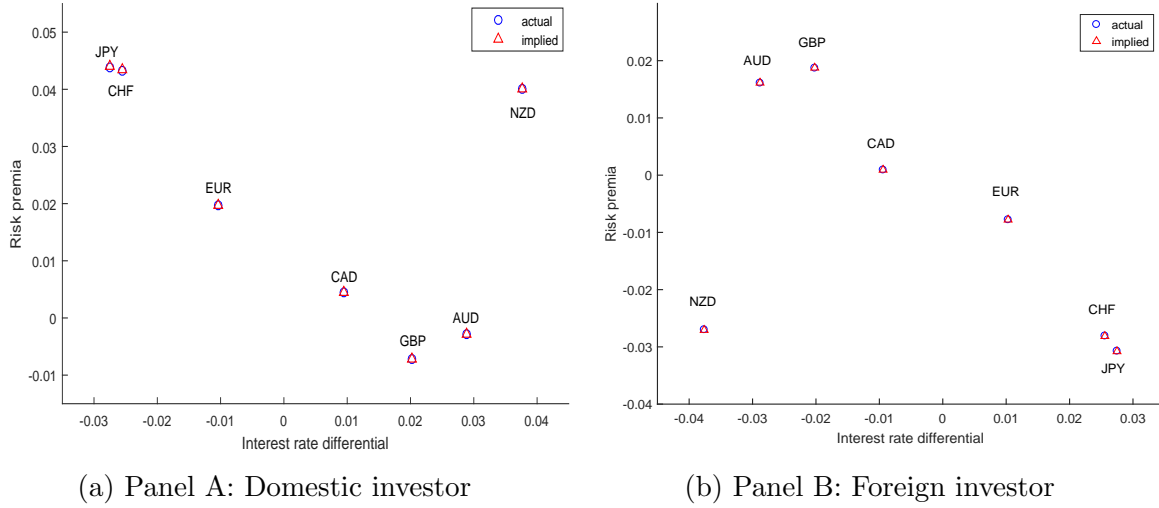 actual
implied
0.05
0.04
0.03
0.02
0.01
0
-0.01
Risk premia
JPY
CHF
NZD
EUR
CAD
GBP
AUD
-0.03 -0.02 -0.01 0 0.01 0.02 0.03 0.04
Interest rate differential
(a) Panel A: Domestic investor
actual
implied
0.02
0.01
0
-0.01
-0.02
-0.03
-0.04
Risk premia
GBP
AUD
CAD
EUR
NZD
CHF
JPY
-0.04 -0.03 -0.02 -0.01 0 0.01 0.02 0.03
Interest rate differential
(b) Panel B: Foreign investor